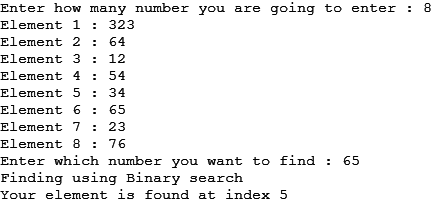 Enter how many number you are going to enter : 8
Element 1 : 323
Element 2 : 64
Element 3 : 12
Element 4 : 54
Element 5 : 34
Element 6 : 65
Element 7 : 23
Element 8 : 76
Enter which number you want to find : 65
Finding using Binary search
Your element is found at index 5